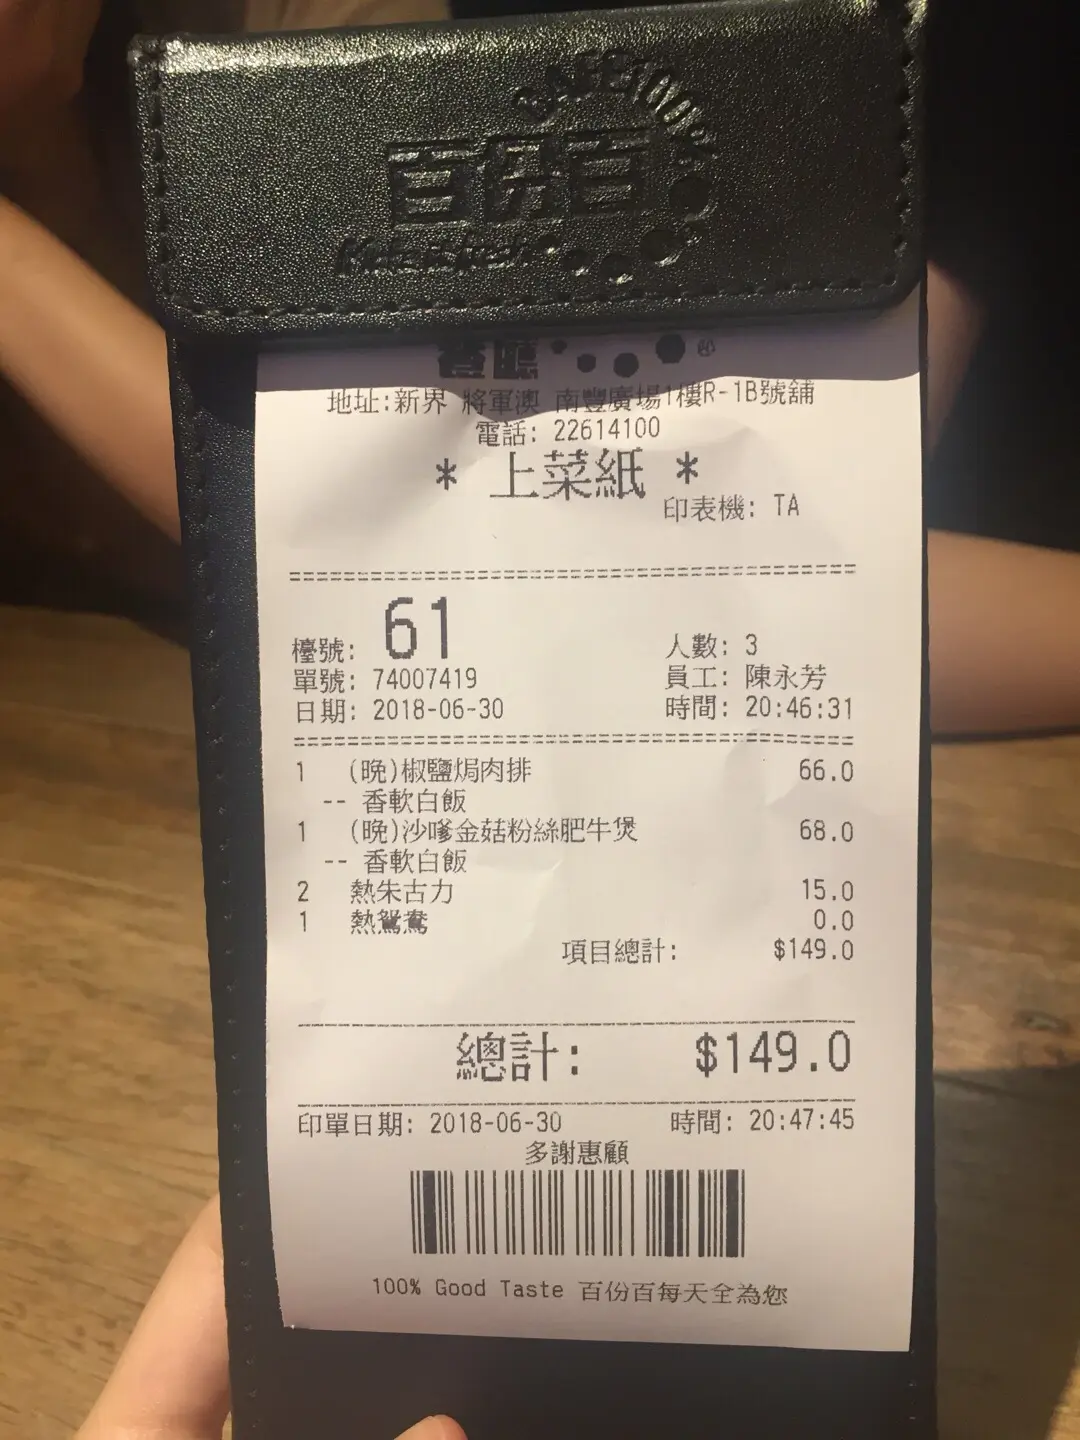 CAFE100%
百份百
Make it fresh
餐廳
地址:新界 將軍澳 南豐廣場1樓R-1B號舖
電話: 22614100
* 上菜紙 *
印表機: TA
檯號: 61 人數: 3
單號: 74007419 員工: 陳永芳
日期: 2018-06-30 時間: 20:46:31
1 (晚)椒鹽焗肉排 66.0
-- 香軟白飯
1 (晚)沙嗲金菇粉絲肥牛煲 68.0
-- 香軟白飯
2 熱朱古力 15.0
1 熱鴛鴦 0.0
項目總計: $149.0
總計: $149.0
印單日期: 2018-06-30 時間: 20:47:45
多謝惠顧
100% Good Taste 百份百每天全為您